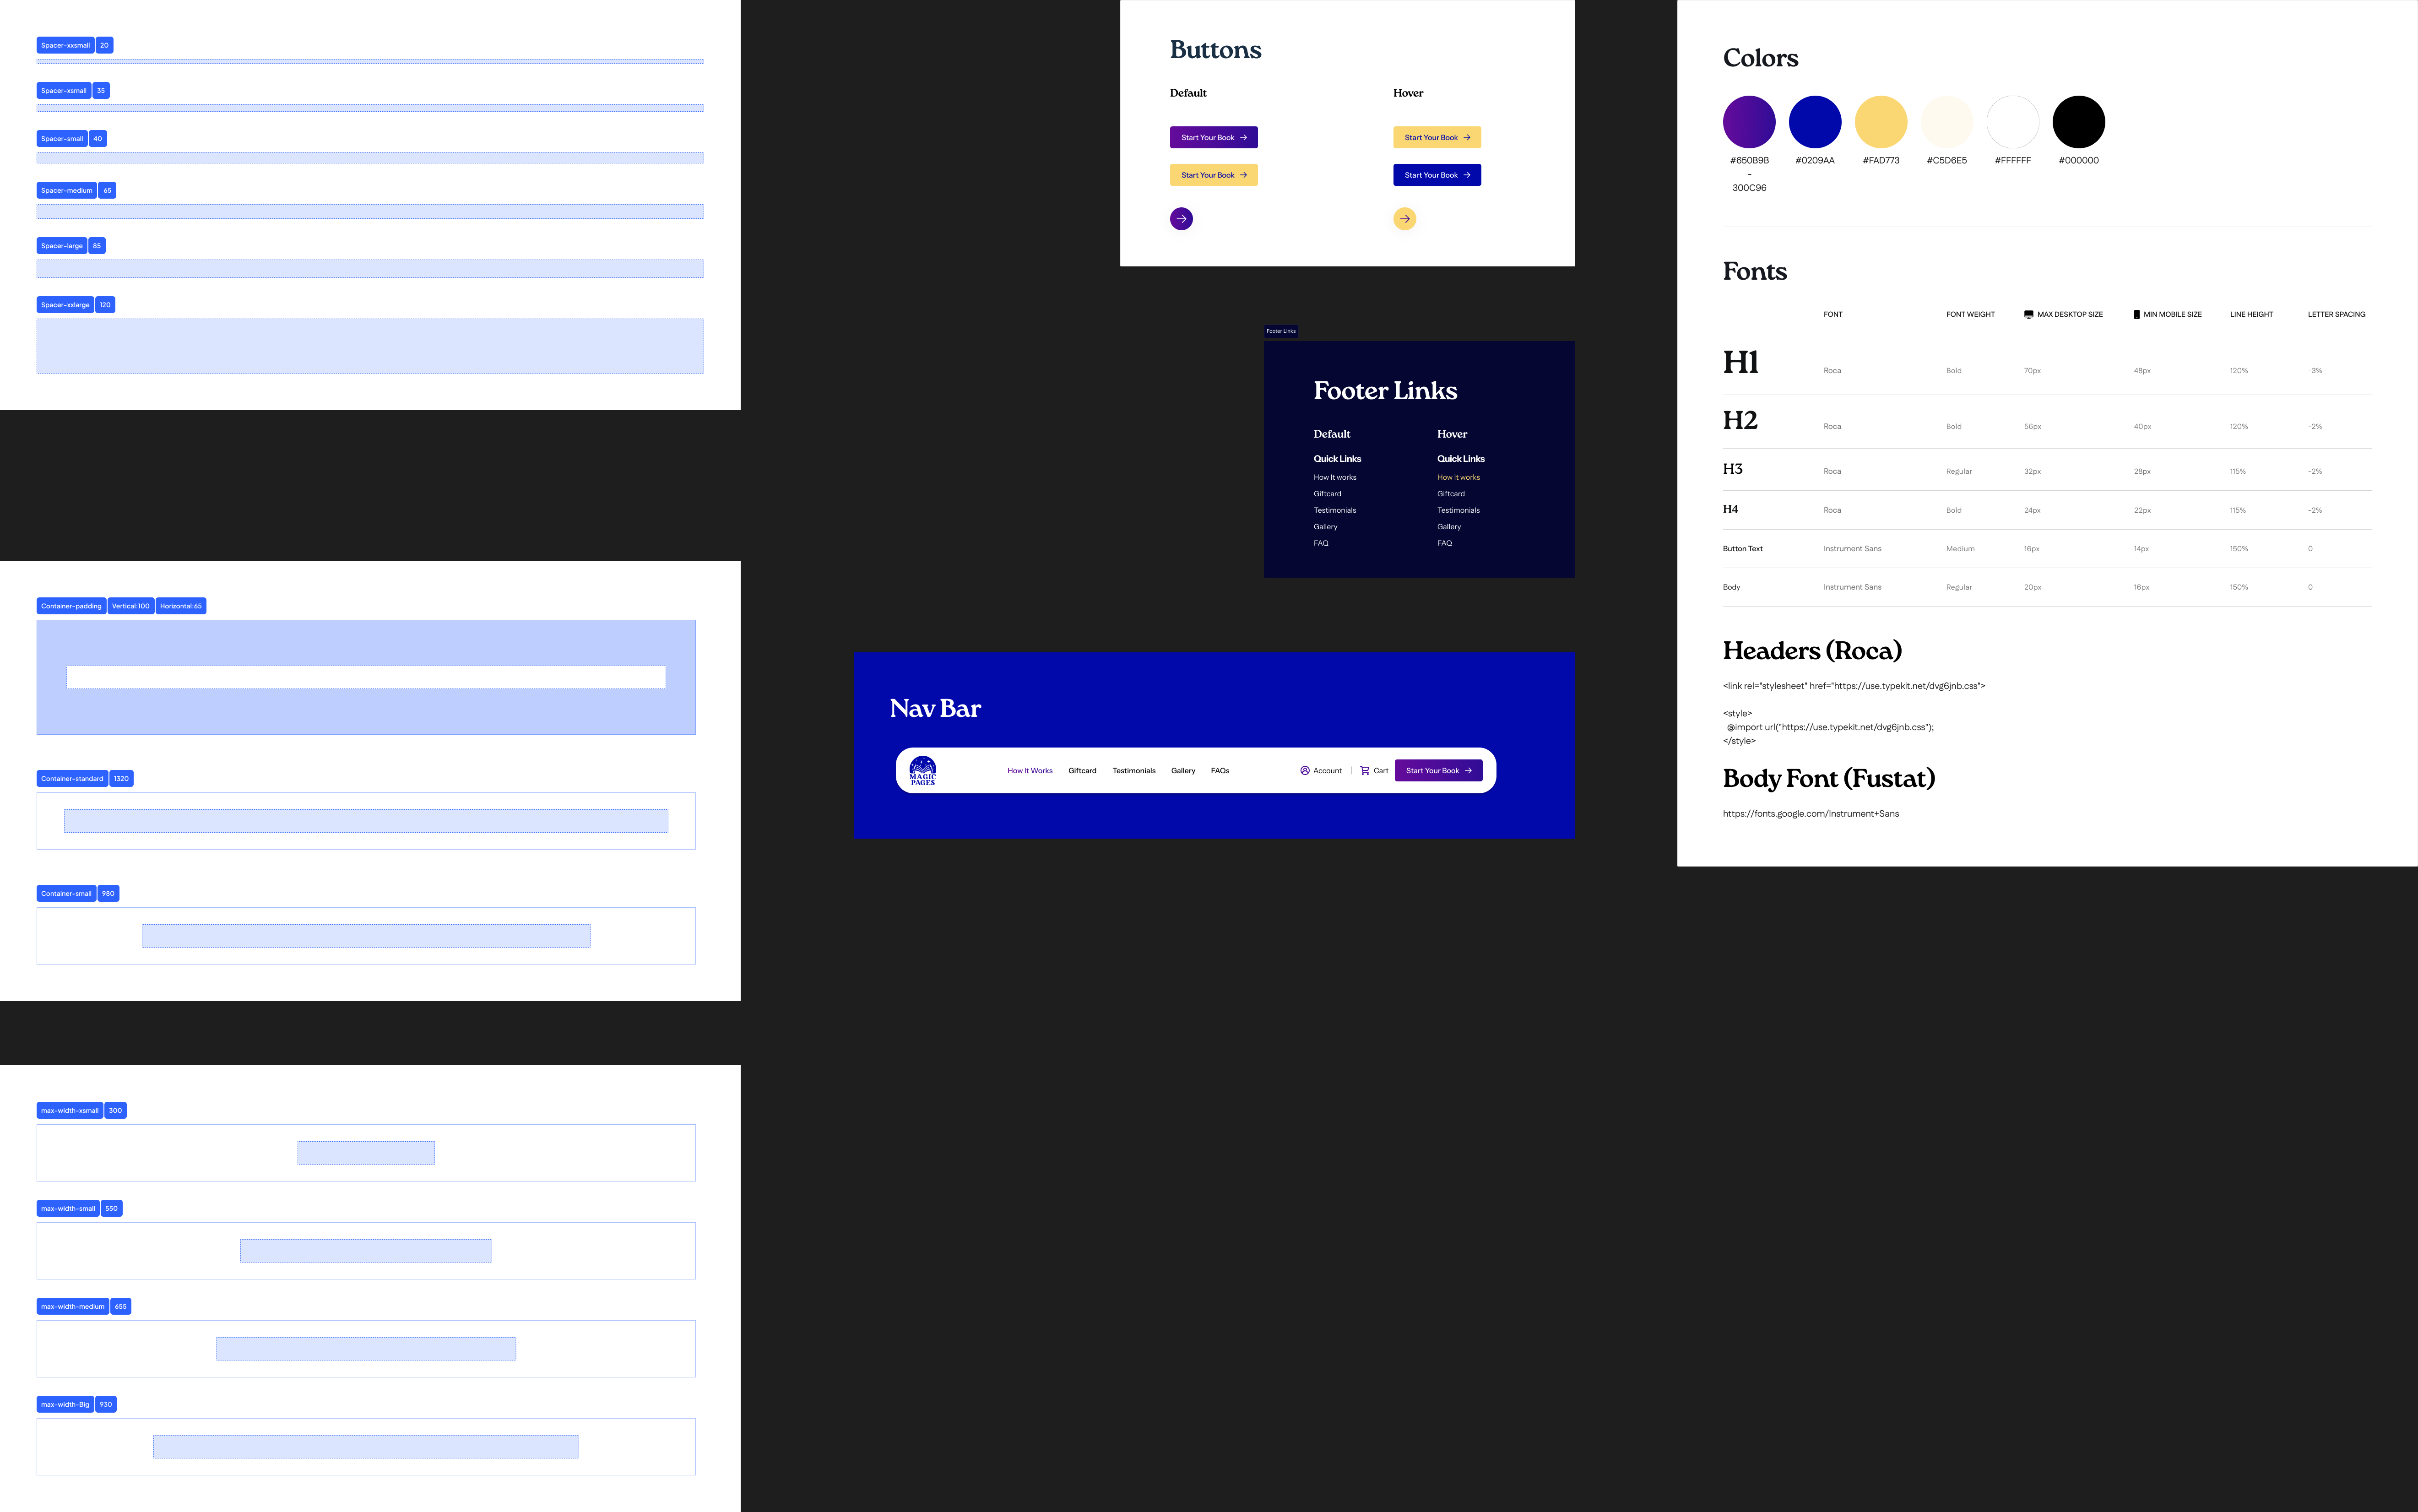 Spacer-xxsmall 20
Spacer-xsmall 35
Spacer-small 40
Spacer-medium 65
Spacer-large 85
Spacer-xxlarge 120
Container-padding Vertical:100 Horizontal:65
Container-standard 1320
Container-small 980
max-width-xsmall 300
max-width-small 550
max-width-medium 655
max-width-Big 930
Buttons
Default Hover
Start Your Book → Start Your Book →
Start Your Book → Start Your Book →
→ →
Footer Links
Footer Links
Default Hover
Quick Links Quick Links
How It works How It works
Giftcard Giftcard
Testimonials Testimonials
Gallery Gallery
FAQ FAQ
Nav Bar
MAGIC
PAGES
How It Works Giftcard Testimonials Gallery FAQs Account | Cart Start Your Book →
Colors
#650B9B #0209AA #FAD773 #C5D6E5 #FFFFFF #000000
-
300C96
Fonts
FONT FONT WEIGHT MAX DESKTOP SIZE MIN MOBILE SIZE LINE HEIGHT LETTER SPACING
H1 Roca Bold 70px 48px 120% -3%
H2 Roca Bold 56px 40px 120% -2%
H3 Roca Regular 32px 28px 115% -2%
H4 Roca Bold 24px 22px 115% -2%
Button Text Instrument Sans Medium 16px 14px 150% 0
Body Instrument Sans Regular 20px 16px 150% 0
Headers (Roca)
<link rel="stylesheet" href="https://use.typekit.net/dvg6jnb.css">
<style>
@import url("https://use.typekit.net/dvg6jnb.css");
</style>
Body Font (Fustat)
https://fonts.google.com/Instrument+Sans